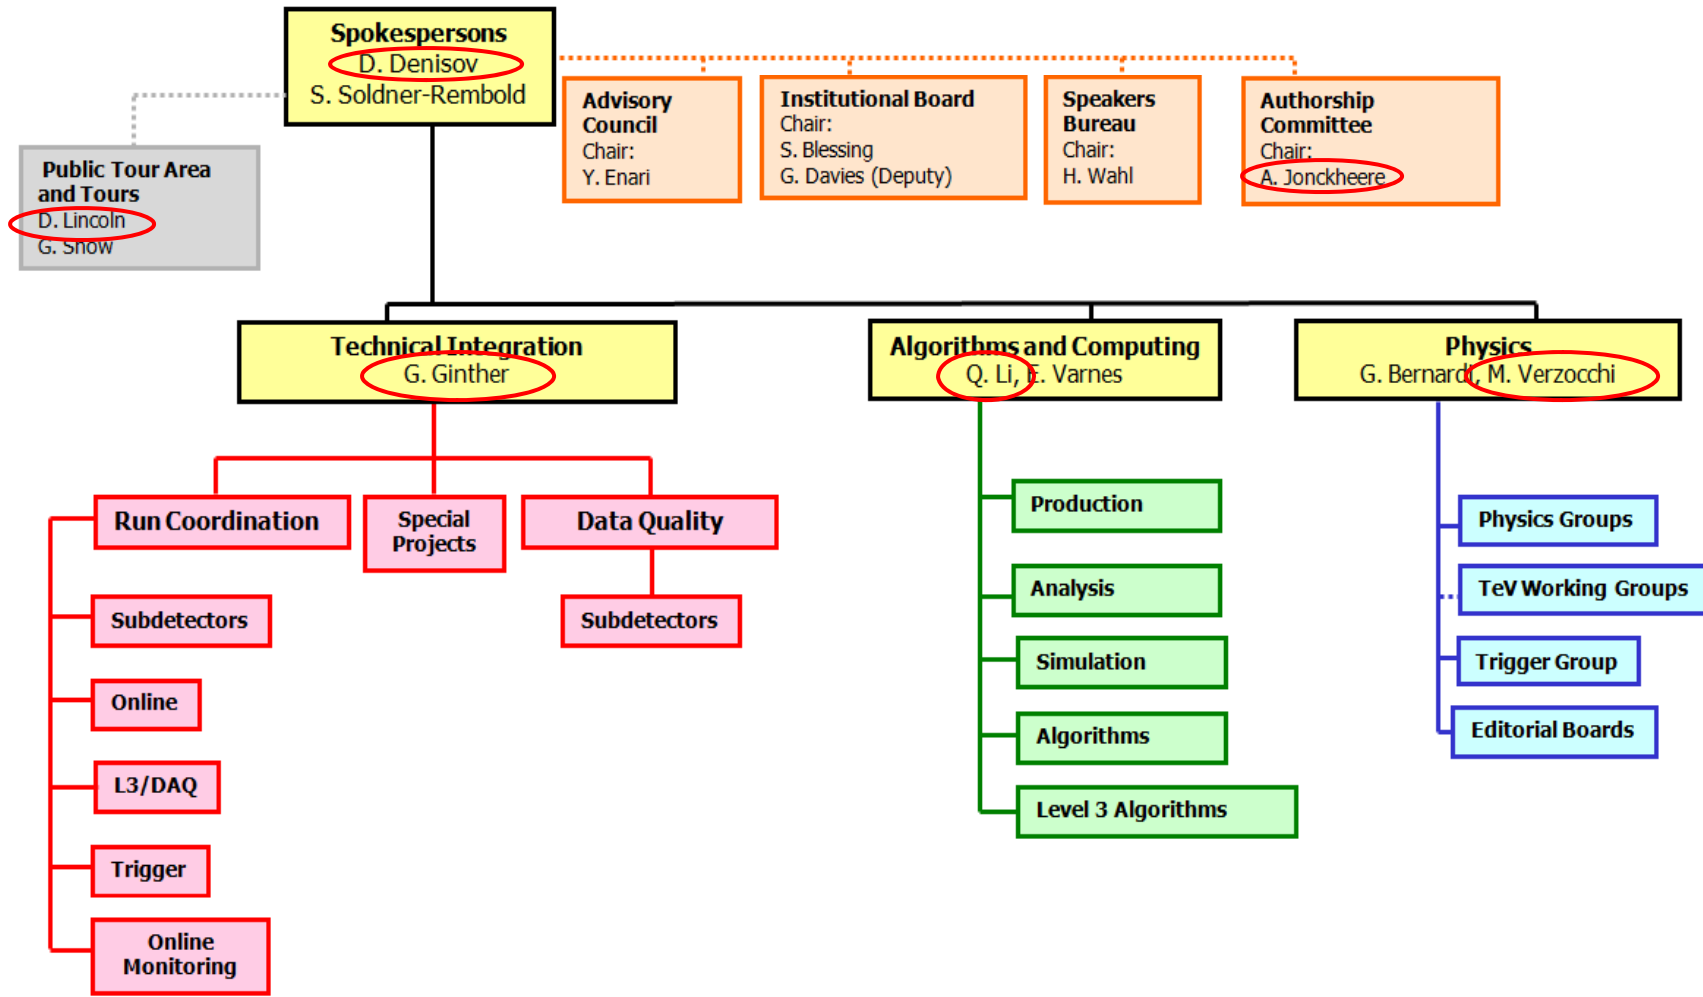 Spokespersons
D. Denisov
S. Soldner-Rembold
Advisory
Council
Chair:
Y. Enari
Institutional Board
Chair:
S. Blessing
G. Davies (Deputy)
Speakers
Bureau
Chair:
H. Wahl
Authorship
Committee
Chair:
A. Jonckheere
Public Tour Area
and Tours
D. Lincoln
G. Snow
Technical Integration
G. Ginther
Algorithms and Computing
Q. Li, E. Varnes
Physics
G. Bernardi, M. Verzocchi
Run Coordination
Special
Projects
Data Quality
Subdetectors
Subdetectors
Online
L3/DAQ
Trigger
Online
Monitoring
Production
Analysis
Simulation
Algorithms
Level 3 Algorithms
Physics Groups
TeV Working Groups
Trigger Group
Editorial Boards